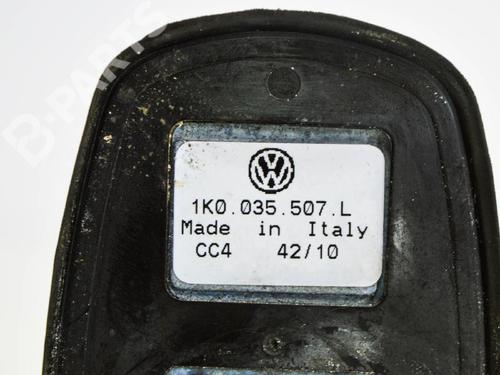 B-PARTS
1K0.035.507.L
Made in Italy
CC4 42/10